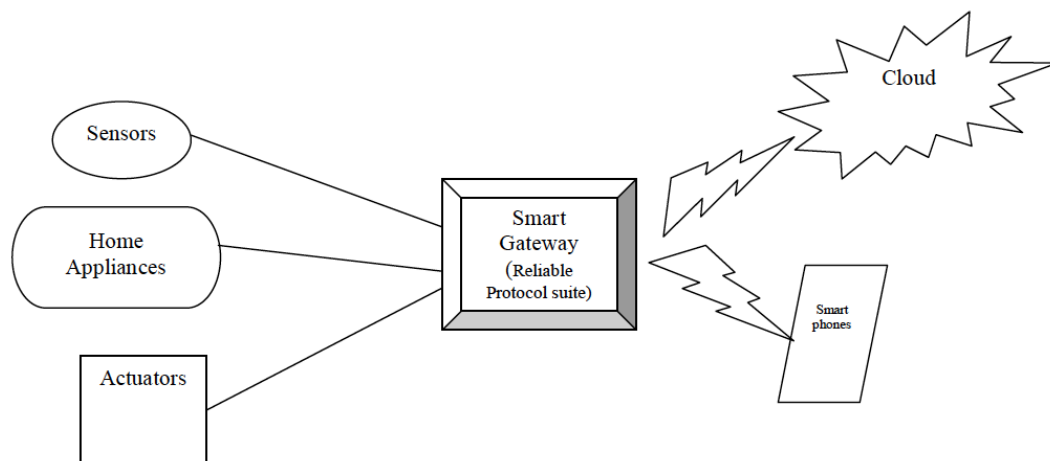 Cloud
Sensors
Home
Appliances
Smart
Gateway
(Reliable
Protocol suite)
Smart
phones
Actuators